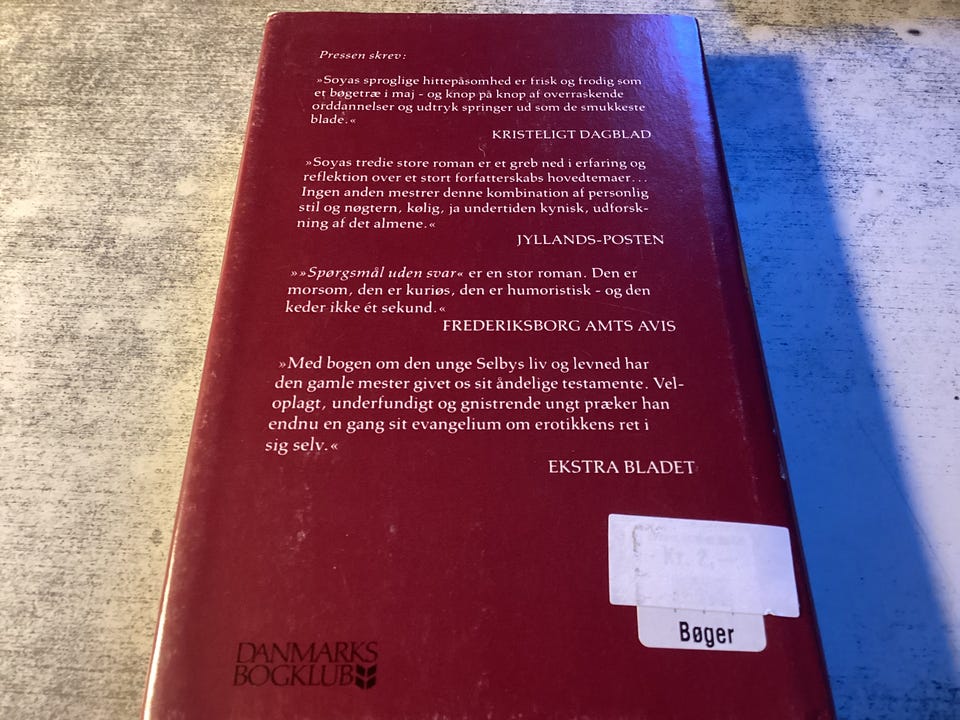 Pressen skrev:
»Soyas sproglige hittepåsomhed er frisk og frodig som
et bøgetræ i maj - og knop på knop af overraskende
orddannelser og udtryk springer ud som de smukkeste
blade.«
KRISTELIGT DAGBLAD
»Soyas tredie store roman er et greb ned i erfaring og
reflektion over et stort forfatterskabs hovedtemaer...
Ingen anden mestrer denne kombination af personlig
stil og nøgtern, kølig, ja undertiden kynisk, udforsk-
ning af det almene.«
JYLLANDS-POSTEN
»»Spørgsmål uden svar« er en stor roman. Den er
morsom, den er kuriøs, den er humoristisk - og den
keder ikke ét sekund.«
FREDERIKSBORG AMTS AVIS
»Med bogen om den unge Selbys liv og levned har
den gamle mester givet os sit åndelige testamente. Vel-
oplagt, underfundigt og gnistrende ungt præker han
endnu en gang sit evangelium om erotikkens ret i
sig selv.«
EKSTRA BLADET
Kr. 2,-
Bøger
DANMARKS
BOGKLUB